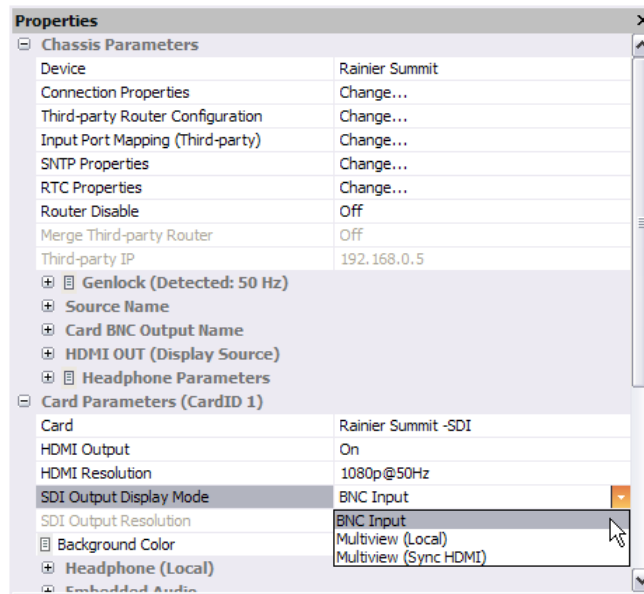 Properties
Chassis Parameters
Device Rainier Summit
Connection Properties Change...
Third-party Router Configuration Change...
Input Port Mapping (Third-party) Change...
SNTP Properties Change...
RTC Properties Change...
Router Disable Off
Merge Third-party Router Off
Third-party IP 192.168.0.5
Genlock (Detected: 50 Hz)
Source Name
Card BNC Output Name
HDMI OUT (Display Source)
Headphone Parameters
Card Parameters (CardID 1)
Card Rainier Summit -SDI
HDMI Output On
HDMI Resolution 1080p@50Hz
SDI Output Display Mode BNC Input
SDI Output Resolution BNC Input
Background Color Multiview (Local)
Multiview (Sync HDMI)
Headphone (Local)
Embedded Audio